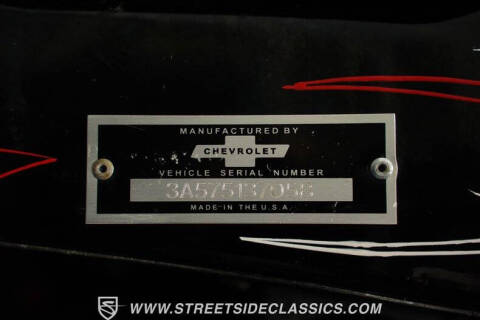 MANUFACTURED BY
CHEVROLET
VEHICLE SERIAL NUMBER
MADE IN THE U.S.A.
WWW.STREETSIDECLASSICS.COM